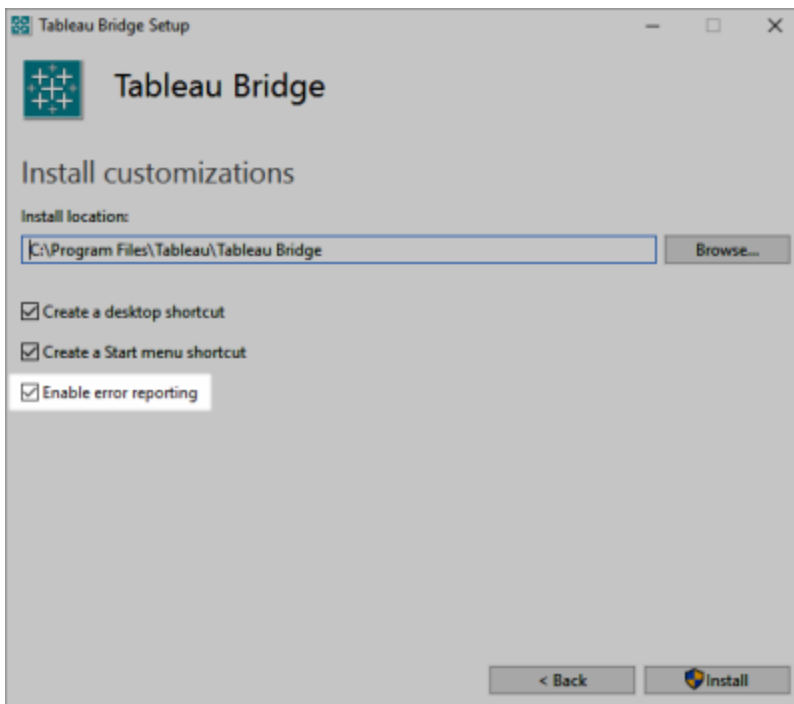 Tableau Bridge Setup
Tableau Bridge
Install customizations
Install location:
C:\Program Files\Tableau\Tableau Bridge
Browse...
Create a desktop shortcut
Create a Start menu shortcut
Enable error reporting
< Back
Install